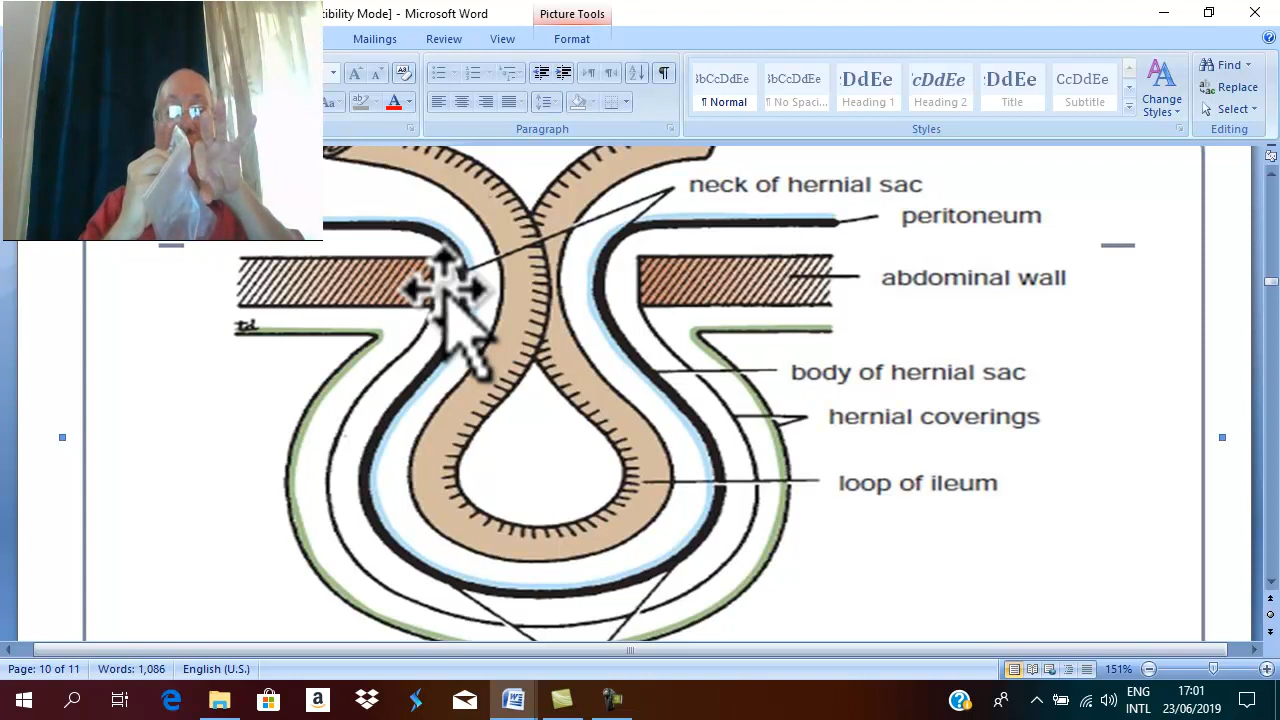 tibility Mode] - Microsoft Word
Picture Tools
Mailings
Review
View
Format
Find
Replace
Select
Change
Styles
AaBbCcDdEe
¶ Normal
¶ No Spaci...
Heading 1
Heading 2
Title
Subtitle
Paragraph
Styles
Editing
neck of hernial sac
peritoneum
abdominal wall
td
body of hernial sac
hernial coverings
loop of ileum
Page: 10 of 11
Words: 1,086
English (U.S.)
151%
ENG
INTL
17:01
23/06/2019